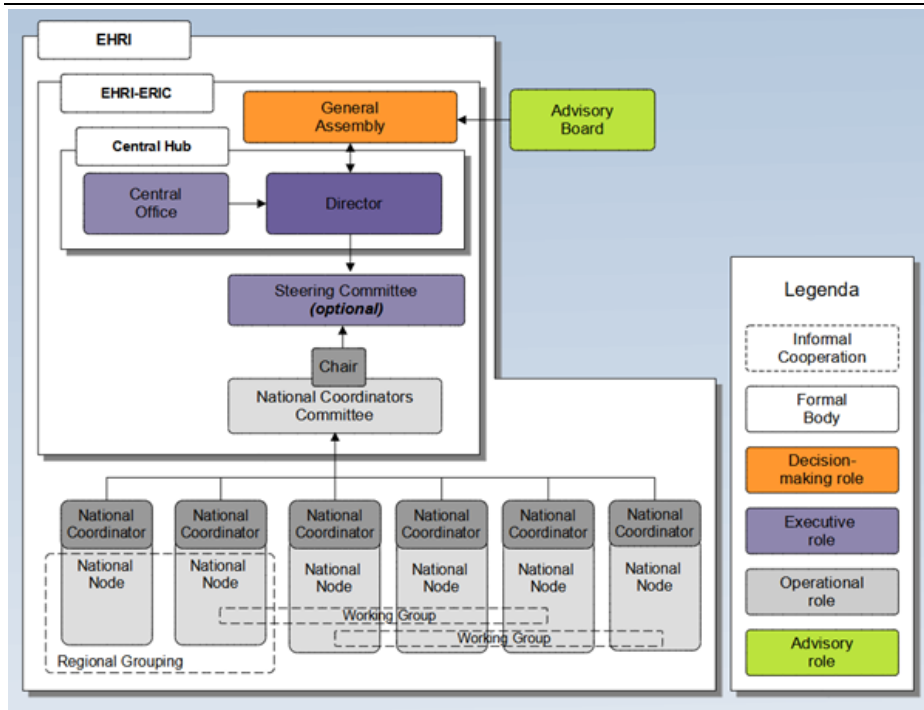 EHRI
EHRI-ERIC
General
Assembly
Advisory
Board
Central Hub
Central
Office
Director
Steering Committee
(optional)
Chair
National Coordinators
Committee
National
Coordinator
National
Coordinator
National
Coordinator
National
Coordinator
National
Coordinator
National
Coordinator
National
Node
National
Node
National
Node
National
Node
National
Node
National
Node
Working Group
Working Group
Regional Grouping
Legenda
Informal
Cooperation
Formal
Body
Decision-
making role
Executive
role
Operational
role
Advisory
role